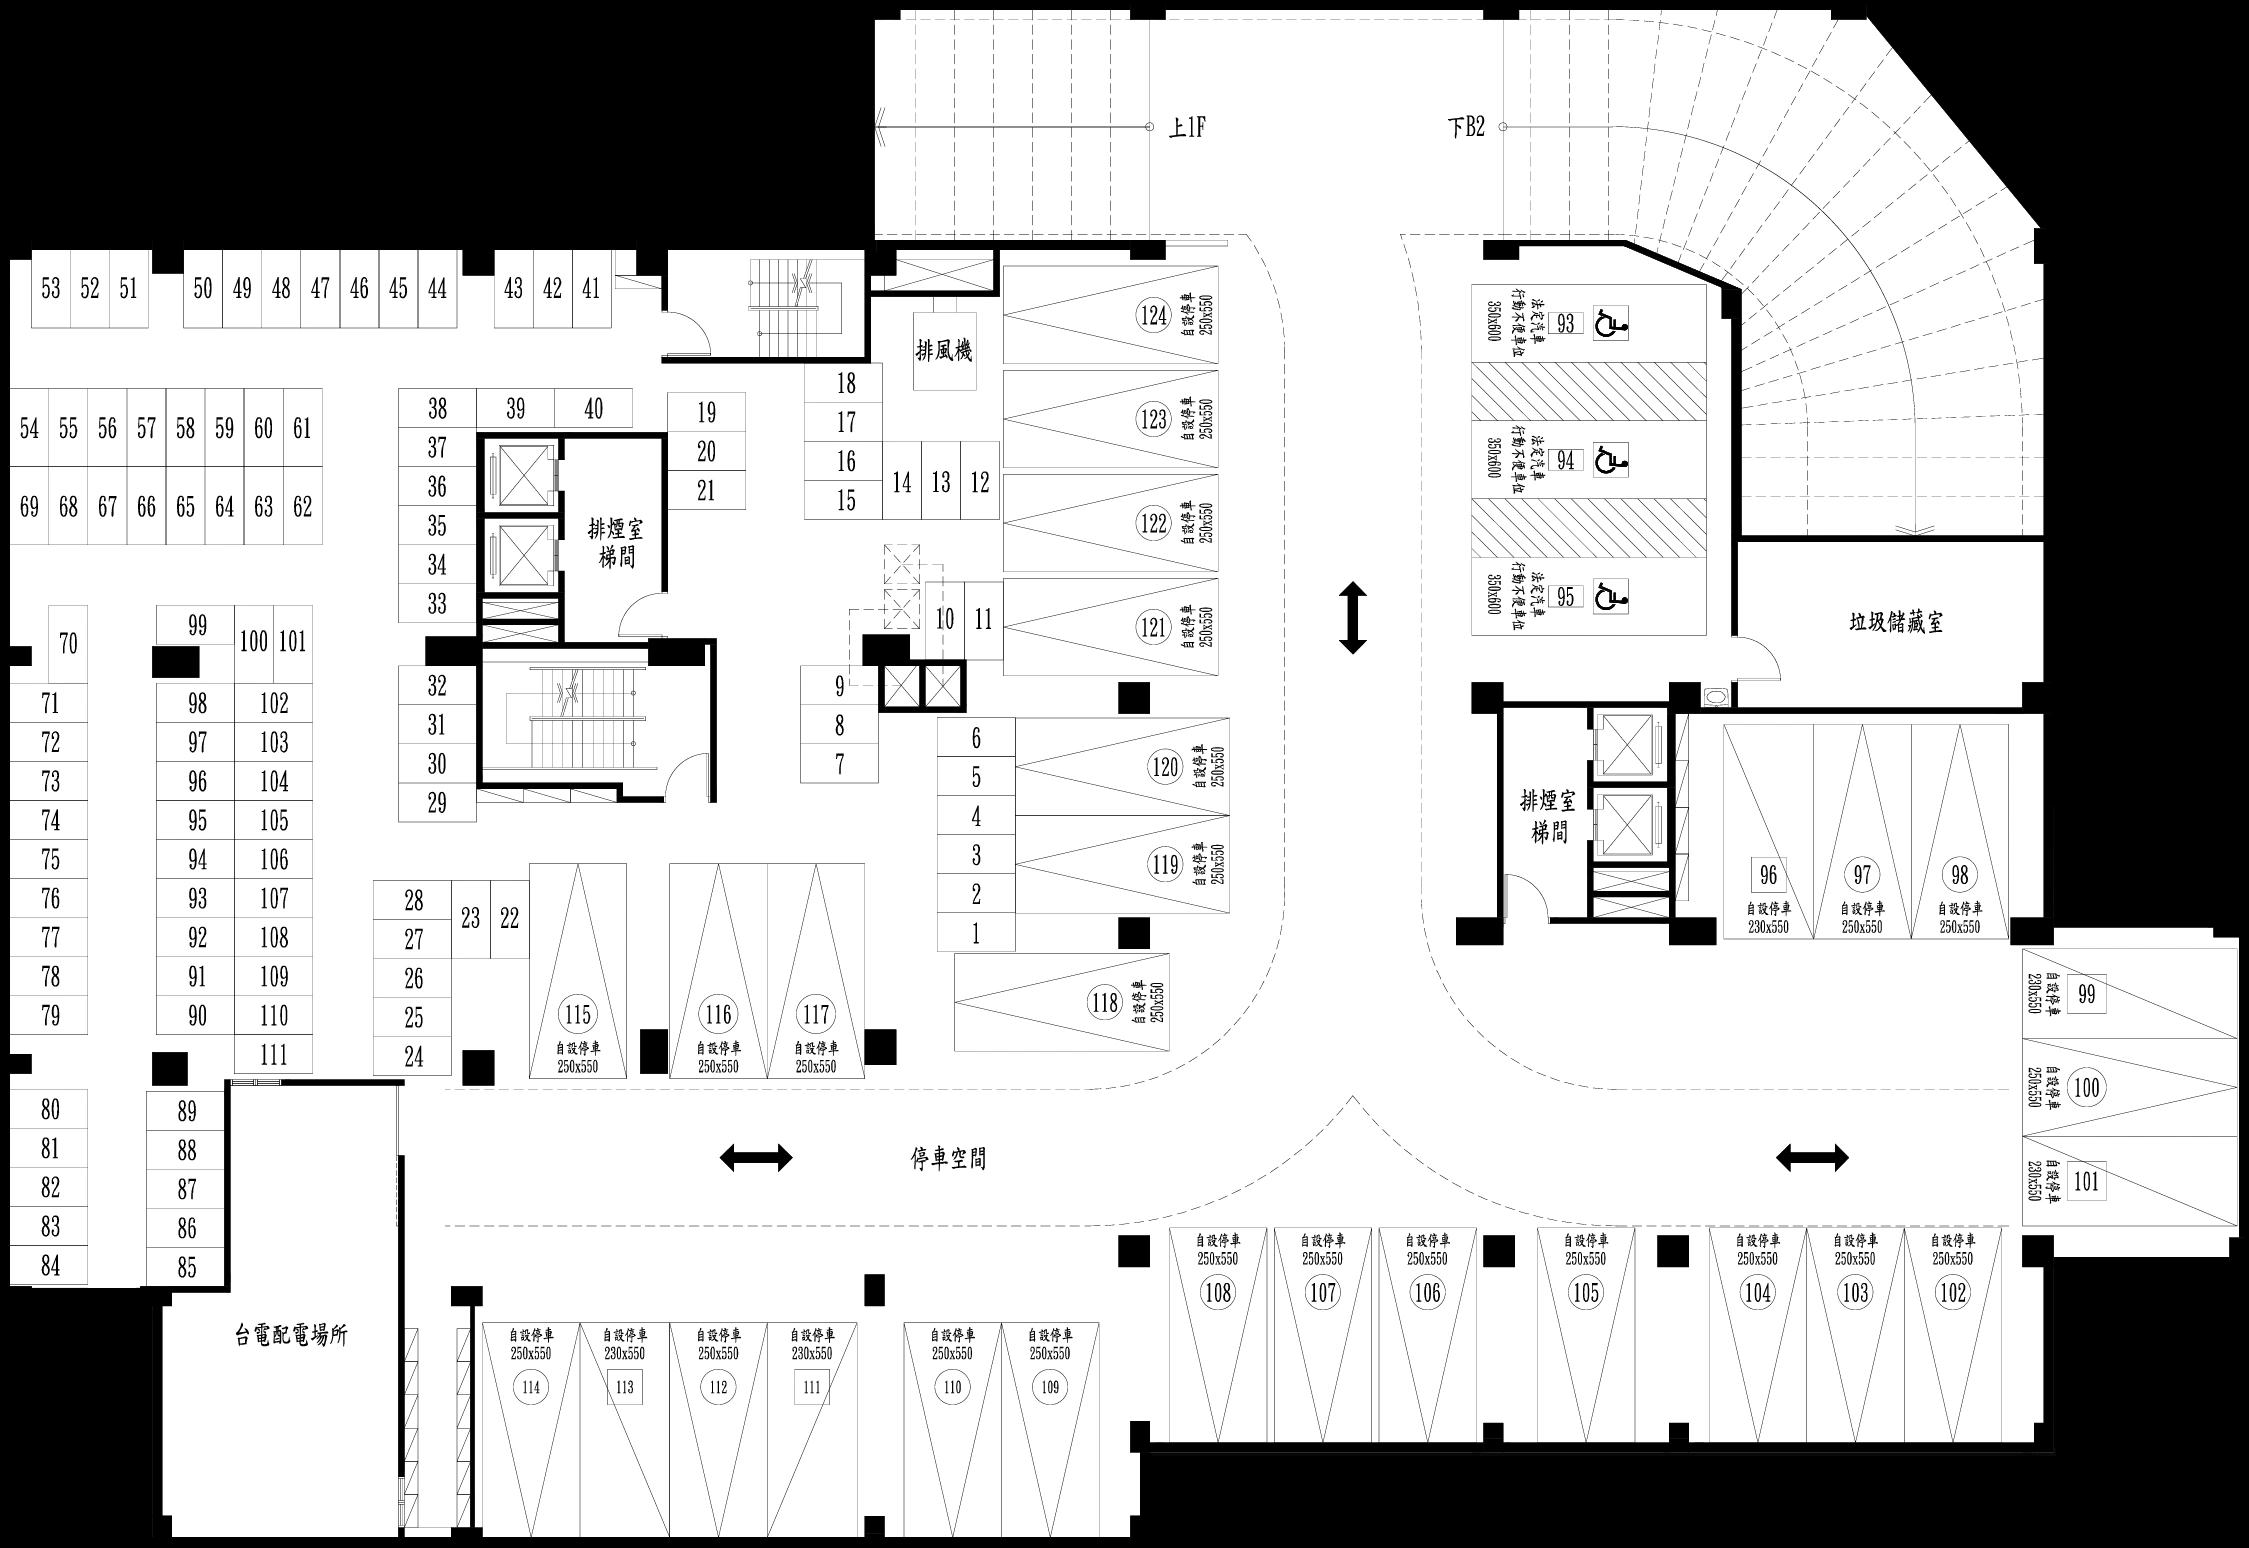 上1F
下B2
53 52 51 50 49 48 47 46 45 44 43 42 41
排風機
124
自設停車
250x550
123
自設停車
250x550
122
自設停車
250x550
121
自設停車
250x550
法定汽車
行動不便車位
350x600
93
法定汽車
行動不便車位
350x600
94
法定汽車
行動不便車位
350x600
95
54 55 56 57 58 59 60 61
69 68 67 66 65 64 63 62
38 39 40
37
36
35
34
33
19
20
21
18
17
16
15
14 13 12
排煙室
梯間
10 11
垃圾儲藏室
70
99
100 101
71
72
73
74
75
76
77
78
79
98
97
96
95
94
93
92
91
90
102
103
104
105
106
107
108
109
110
111
32
31
30
29
9
8
7
6
5
4
3
2
1
120
自設停車
250x550
119
自設停車
250x550
118
自設停車
250x550
排煙室
梯間
96
自設停車
230x550
97
自設停車
250x550
98
自設停車
250x550
28
27
26
25
24
23 22
115
自設停車
250x550
116
自設停車
250x550
117
自設停車
250x550
自設停車
230x550
99
自設停車
250x550
100
自設停車
230x550
101
80
81
82
83
84
89
88
87
86
85
停車空間
台電配電場所
自設停車
250x550
114
自設停車
230x550
113
自設停車
250x550
112
自設停車
230x550
111
自設停車
250x550
110
自設停車
250x550
109
自設停車
250x550
108
自設停車
250x550
107
自設停車
250x550
106
自設停車
250x550
105
自設停車
250x550
104
自設停車
250x550
103
自設停車
250x550
102